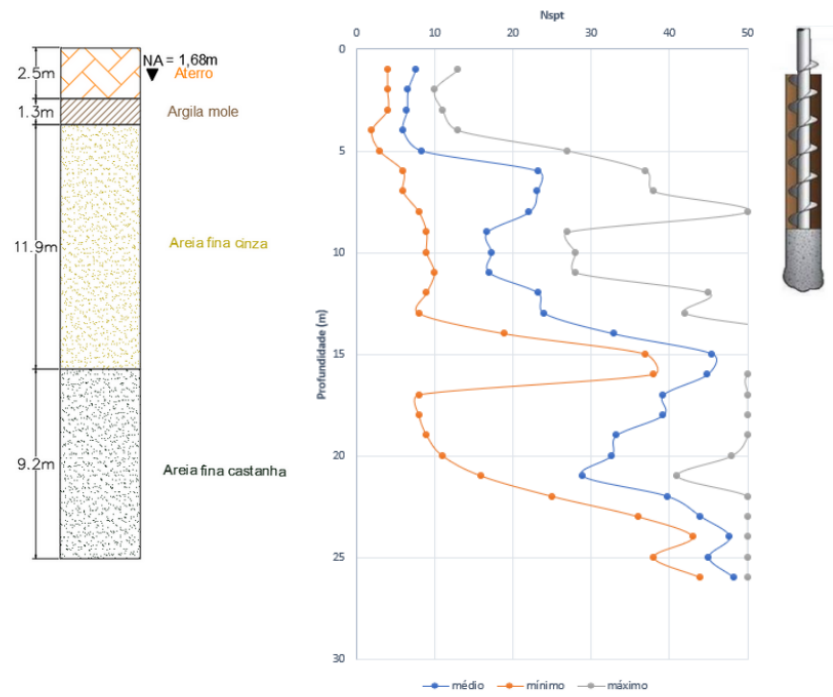 NA = 1,68m
2.5m
Aterro
1.3m
Argila mole
11.9m
Areia fina cinza
9.2m
Areia fina castanha
Nspt
0 10 20 30 40 50
0
5
10
15
20
25
30
Profundidade (m)
médio mínimo máximo